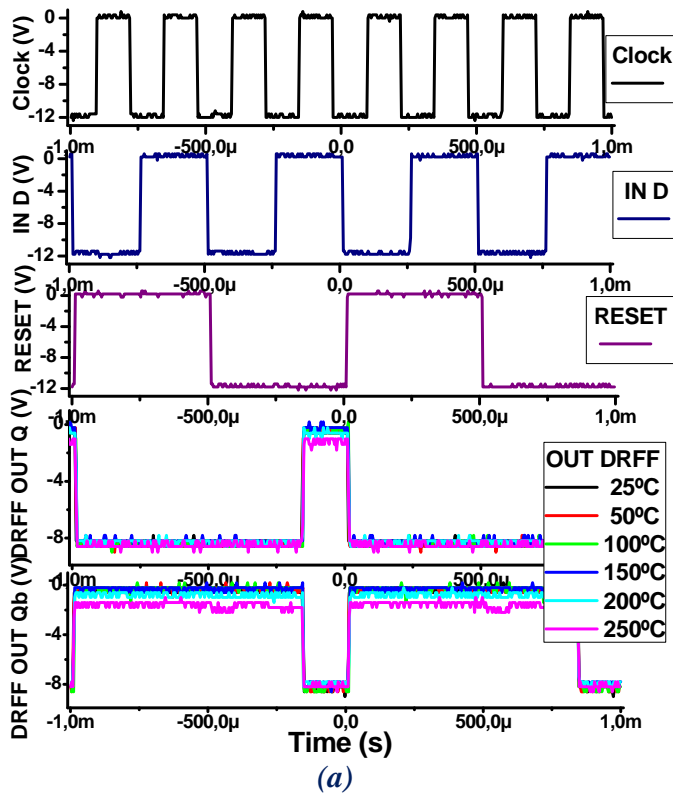 Clock (V)
0
-4
-8
-12
Clock
-1,0m -500,0µ 0,0 500,0µ 1,0m
IN D (V)
0
-4
-8
-12
IN D
-1,0m -500,0µ 0,0 500,0µ 1,0m
RESET (V)
0
-4
-8
-12
RESET
-1,0m -500,0µ 0,0 500,0µ 1,0m
DRFF OUT Q (V)
0
-4
-8
-1,0m -500,0µ 0,0 500,0µ
OUT DRFF
25ºC
50ºC
100ºC
150ºC
200ºC
250ºC
DRFF OUT Qb (V)
0
-4
-8
-1,0m -500,0µ 0,0 500,0µ 1,0m
Time (s)
(a)